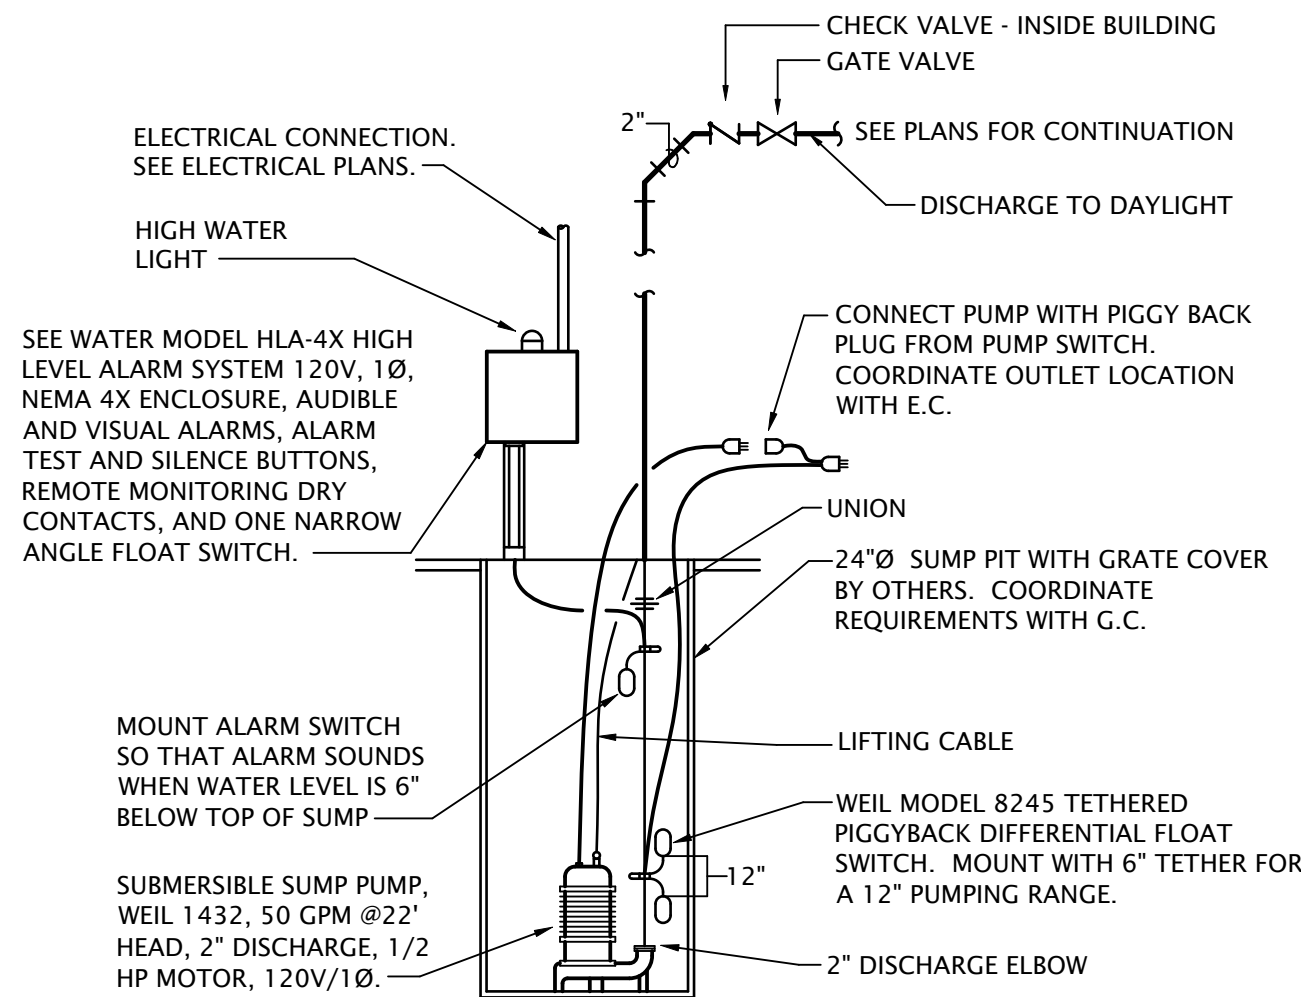 CHECK VALVE - INSIDE BUILDING
GATE VALVE
2"
SEE PLANS FOR CONTINUATION
ELECTRICAL CONNECTION.
SEE ELECTRICAL PLANS.
DISCHARGE TO DAYLIGHT
HIGH WATER
LIGHT
CONNECT PUMP WITH PIGGY BACK
PLUG FROM PUMP SWITCH.
COORDINATE OUTLET LOCATION
WITH E.C.
SEE WATER MODEL HLA-4X HIGH
LEVEL ALARM SYSTEM 120V, 1Ø,
NEMA 4X ENCLOSURE, AUDIBLE
AND VISUAL ALARMS, ALARM
TEST AND SILENCE BUTTONS,
REMOTE MONITORING DRY
CONTACTS, AND ONE NARROW
ANGLE FLOAT SWITCH.
UNION
24"Ø SUMP PIT WITH GRATE COVER
BY OTHERS. COORDINATE
REQUIREMENTS WITH G.C.
MOUNT ALARM SWITCH
SO THAT ALARM SOUNDS
WHEN WATER LEVEL IS 6"
BELOW TOP OF SUMP
LIFTING CABLE
WEIL MODEL 8245 TETHERED
PIGGYBACK DIFFERENTIAL FLOAT
SWITCH. MOUNT WITH 6" TETHER FOR
A 12" PUMPING RANGE.
12"
SUBMERSIBLE SUMP PUMP,
WEIL 1432, 50 GPM @22'
HEAD, 2" DISCHARGE, 1/2
HP MOTOR, 120V/1Ø.
2" DISCHARGE ELBOW